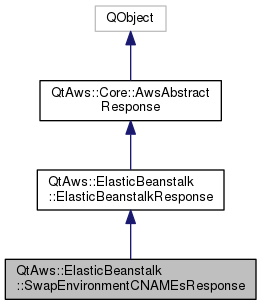 QObject
QtAws::Core::AwsAbstract
Response
QtAws::ElasticBeanstalk
::ElasticBeanstalkResponse
QtAws::ElasticBeanstalk
::SwapEnvironmentCNAMEsResponse